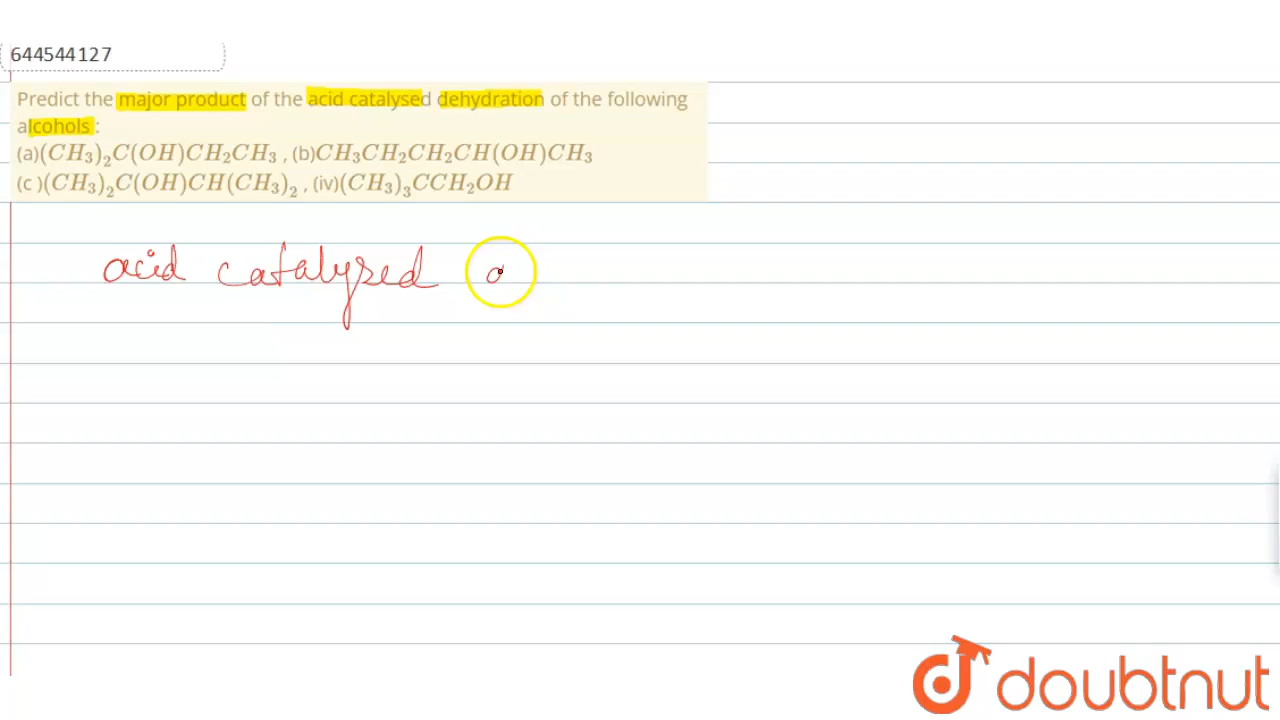 644544127
Predict the major product of the acid catalysed dehydration of the following
alcohols :
(a)(CH₃)₂C(OH)CH₂CH₃ , (b)CH₃CH₂CH₂CH(OH)CH₃
(c )(CH₃)₂C(OH)CH(CH₃)₂ , (iv)(CH₃)₃CCH₂OH
acid catalysed
doubtnut